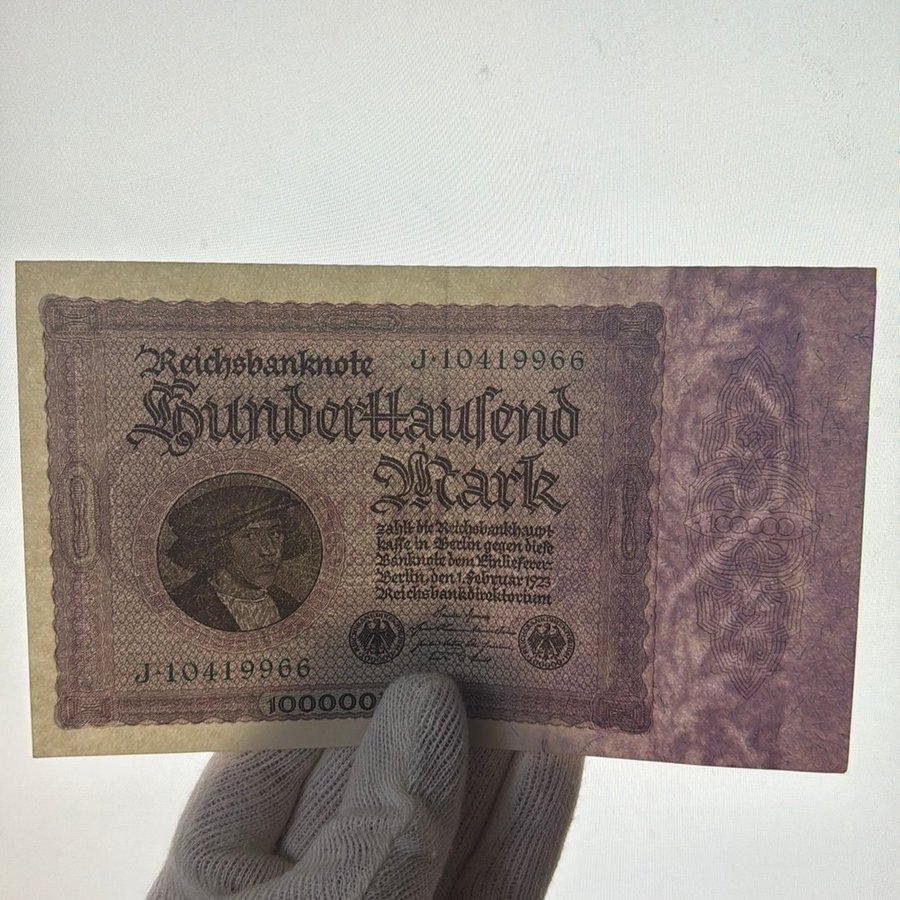 Reichsbanknote J·10419966
Hunderttausend
Mark
zahlt die Reichsbankhaupt-
kasse in Berlin gegen diese
Banknote dem Einlieferer.
Berlin, den 1. Februar 1923
Reichsbankdirektorium
J·10419966
100000
100000